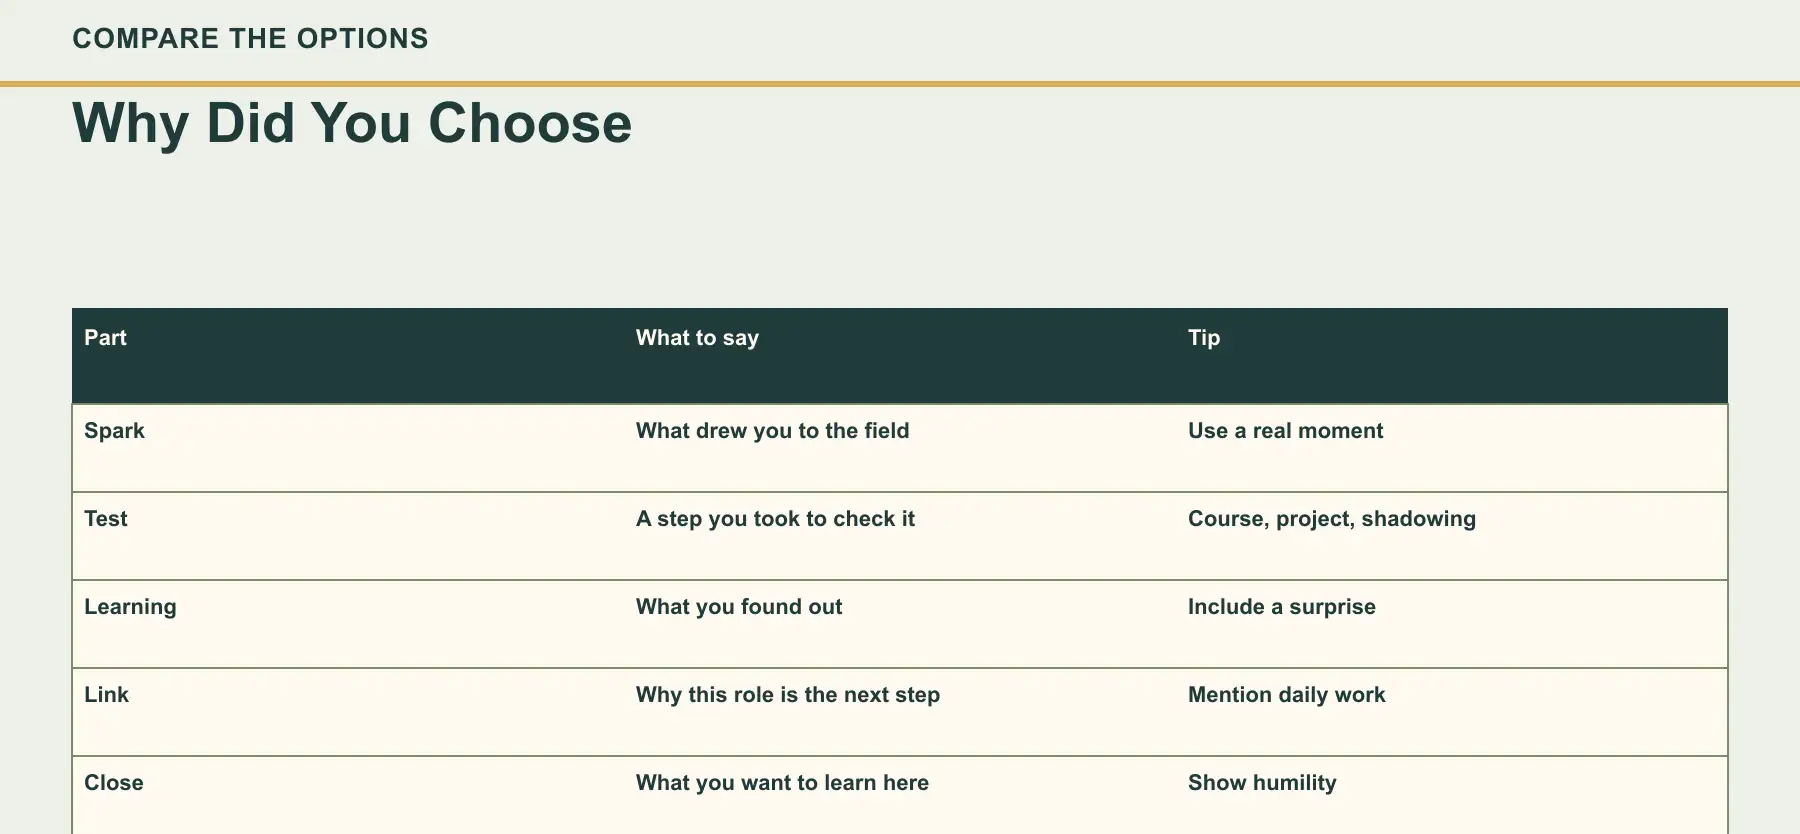 COMPARE THE OPTIONS
Why Did You Choose
Part What to say Tip
Spark What drew you to the field Use a real moment
Test A step you took to check it Course, project, shadowing
Learning What you found out Include a surprise
Link Why this role is the next step Mention daily work
Close What you want to learn here Show humility